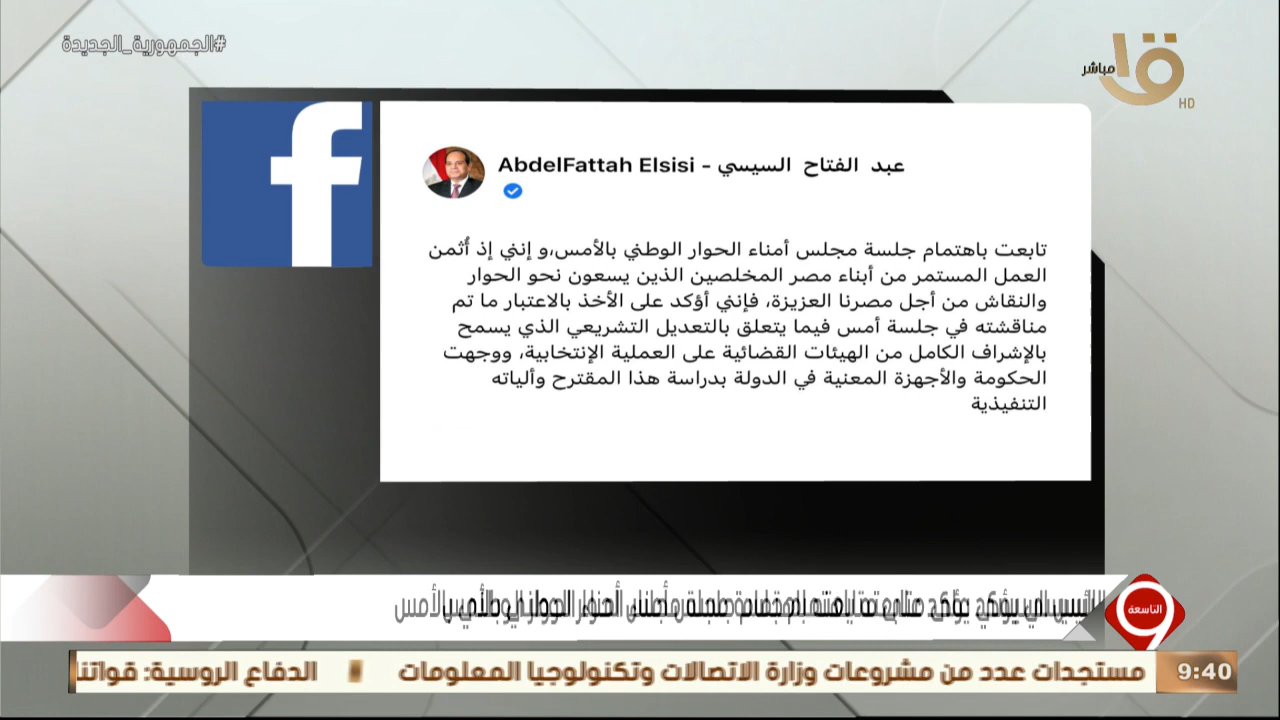 #الجمهورية_الجديدة
مباشر
HD
AbdelFattah Elsisi - عبد الفتاح السيسي
تابعت باهتمام جلسة مجلس أمناء الحوار الوطني بالأمس،و إنني إذ أُثمن
العمل المستمر من أبناء مصر المخلصين الذين يسعون نحو الحوار
والنقاش من أجل مصرنا العزيزة، فإنني أؤكد على الأخذ بالاعتبار ما تم
مناقشته في جلسة أمس فيما يتعلق بالتعديل التشريعي الذي يسمح
بالإشراف الكامل من الهيئات القضائية على العملية الإنتخابية، ووجهت
الحكومة والأجهزة المعنية في الدولة بدراسة هذا المقترح وألياته
التنفيذية
التاسعة
9:40
مستجدات عدد من مشروعات وزارة الاتصالات وتكنولوجيا المعلومات
الدفاع الروسية: قواتنا